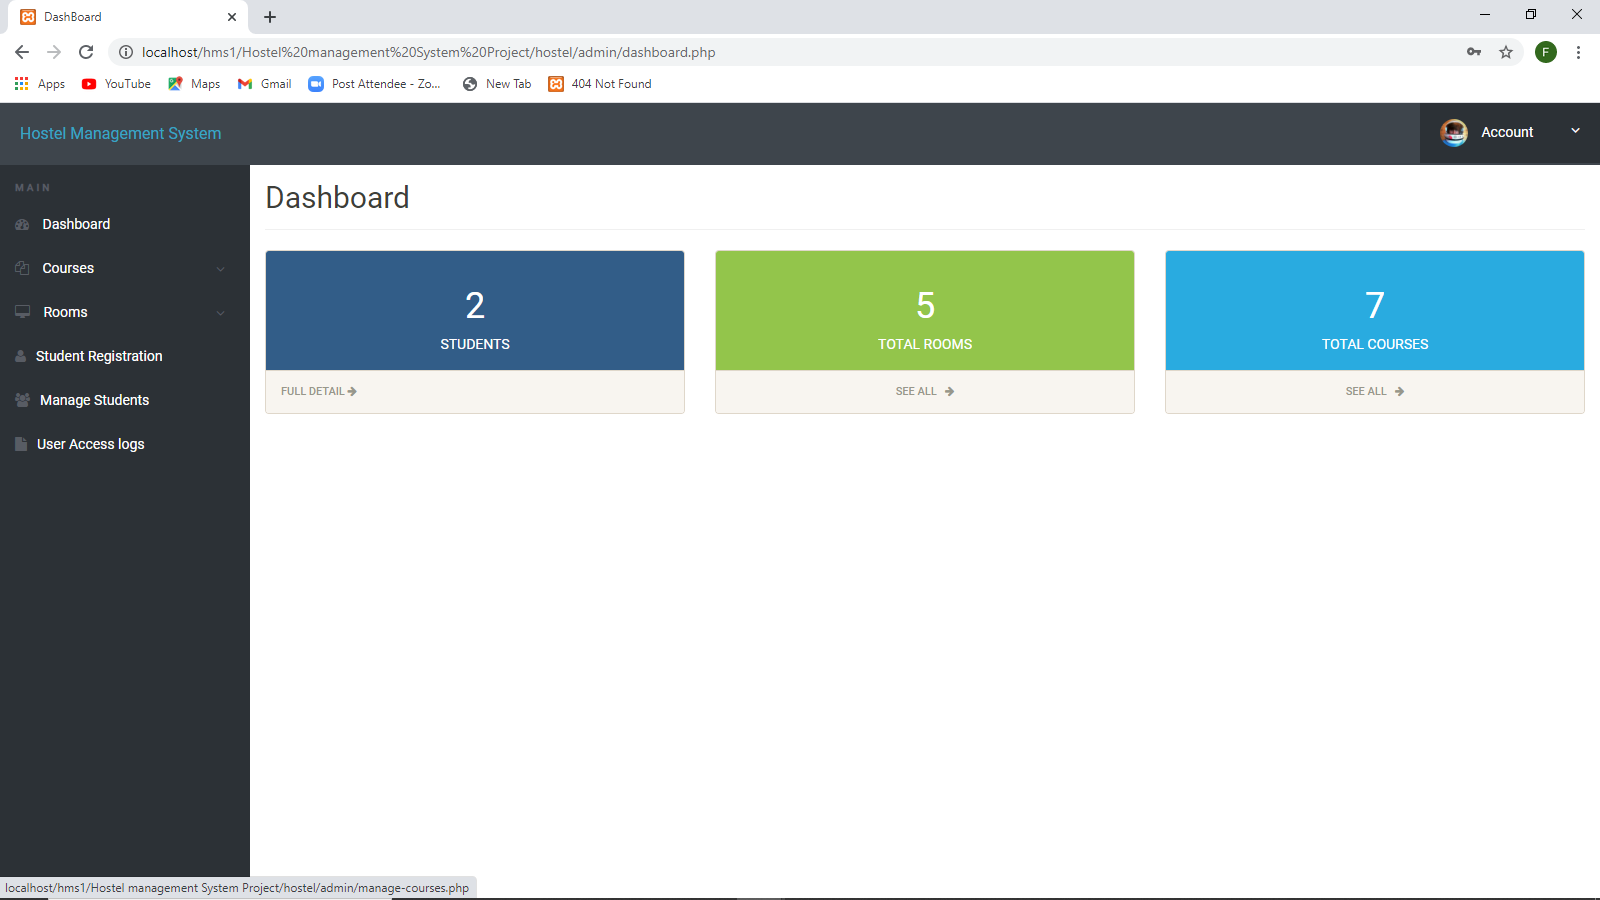 DashBoard
localhost/hms1/Hostel%20management%20System%20Project/hostel/admin/dashboard.php
F
Apps YouTube Maps Gmail Post Attendee - Zo... New Tab 404 Not Found
Hostel Management System
Account
MAIN
Dashboard
Courses
Rooms
Student Registration
Manage Students
User Access logs
Dashboard
2
STUDENTS
FULL DETAIL
5
TOTAL ROOMS
SEE ALL
7
TOTAL COURSES
SEE ALL
localhost/hms1/Hostel management System Project/hostel/admin/manage-courses.php